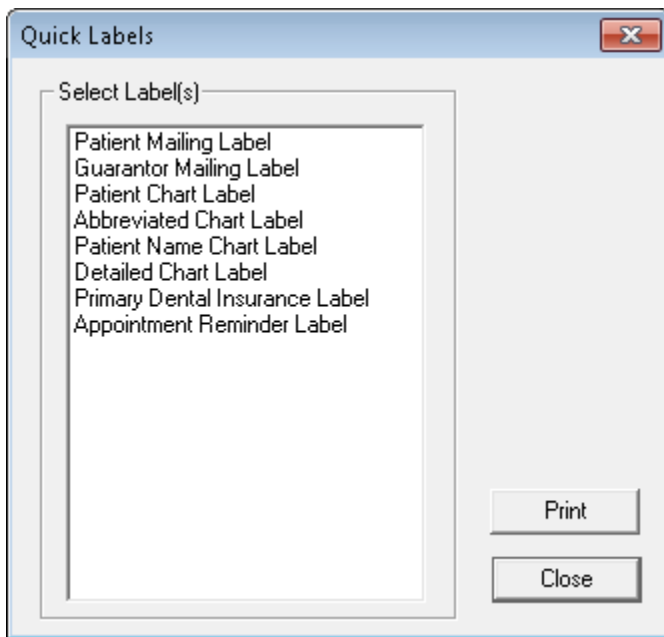 Quick Labels
Select Label(s)
Patient Mailing Label
Guarantor Mailing Label
Patient Chart Label
Abbreviated Chart Label
Patient Name Chart Label
Detailed Chart Label
Primary Dental Insurance Label
Appointment Reminder Label
Print
Close